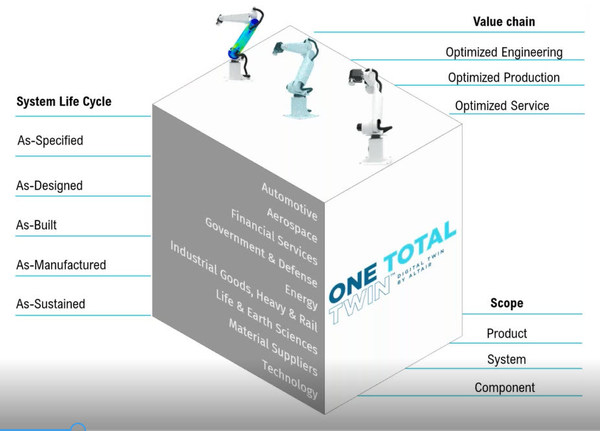 Value chain
Optimized Engineering
Optimized Production
Optimized Service
System Life Cycle
As-Specified
As-Designed
As-Built
As-Manufactured
As-Sustained
Automotive
Aerospace
Financial Services
Government & Defense
Energy
Industrial Goods, Heavy & Rail
Life & Earth Sciences
Material Suppliers
Technology
ONE TOTAL
TWIN™ DIGITAL TWIN
BY ALTAIR
Scope
Product
System
Component